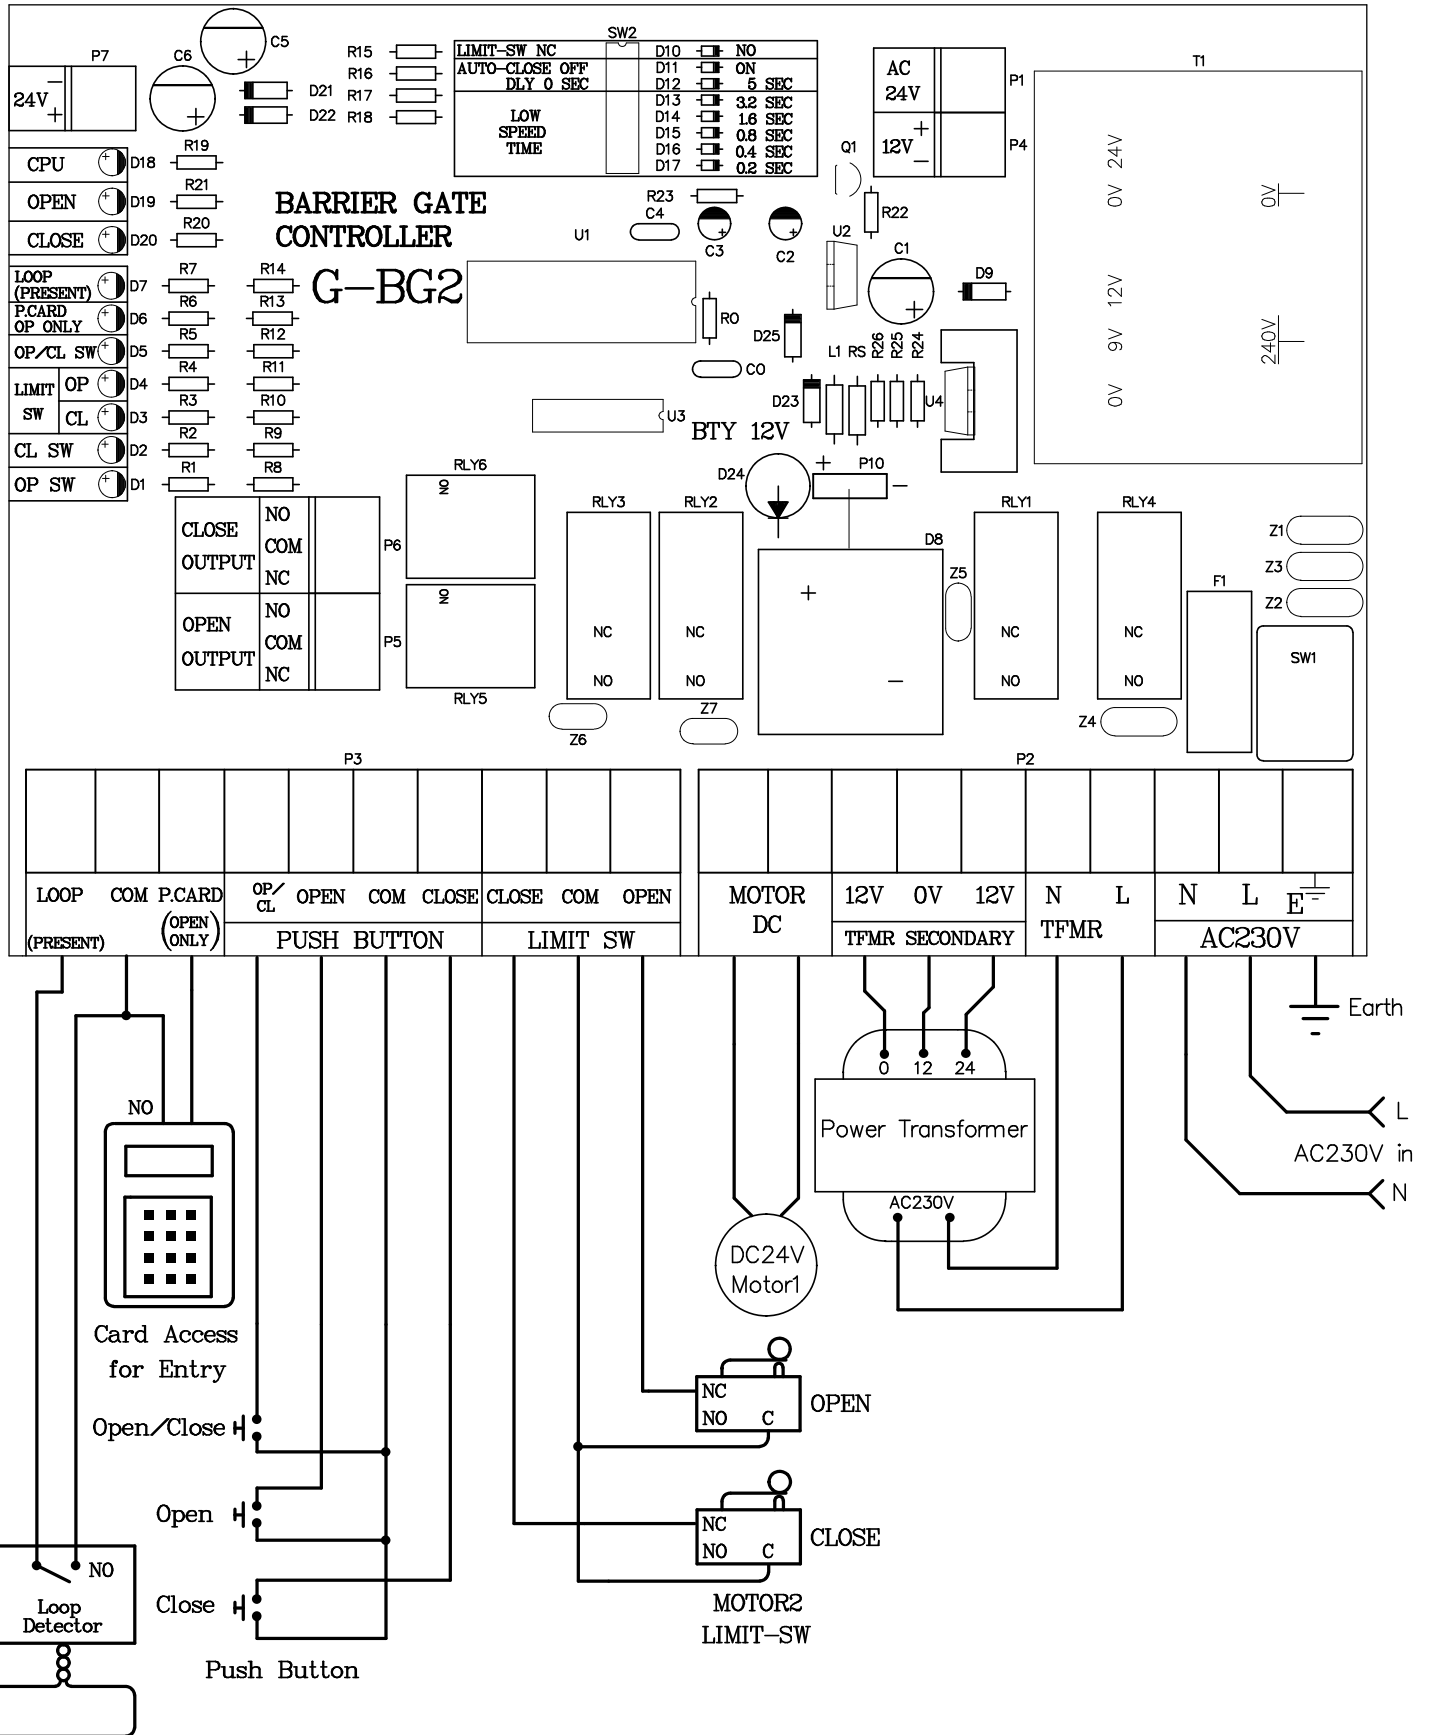 C5
P7
C6
24V
−
+
D21
D22
R15
R16
R17
R18
SW2
LIMIT-SW NC D10 NO
AUTO-CLOSE OFF D11 ON
DLY 0 SEC D12 5 SEC
D13 3.2 SEC
LOW D14 1.6 SEC
SPEED D15 0.8 SEC
TIME D16 0.4 SEC
D17 0.2 SEC
AC
24V
P1
12V
+
−
P4
T1
0V 24V
0V
0V 9V 12V
240V
Q1
CPU D18 R19
OPEN D19 R21
CLOSE D20 R20
BARRIER GATE
CONTROLLER
G-BG2
U1
R23
C4
C3
C2
U2
R22
C1
D9
LOOP
(PRESENT) D7 R7 R14
P.CARD
OP ONLY D6 R6 R13
OP/CL SW D5 R5 R12
LIMIT
SW
OP D4 R4 R11
CL D3 R3 R10
CL SW D2 R2 R9
OP SW D1 R1 R8
R0
D25
C0
L1 RS R26 R25 R24
D23
U4
U3
BTY 12V
D24
+ P10 −
CLOSE
OUTPUT
NO
COM
NC
P6
OPEN
OUTPUT
NO
COM
NC
P5
RLY6
NO
NO
RLY5
RLY3
NC
NO
RLY2
NC
NO
D8
+
−
Z5
RLY1
NC
NO
RLY4
NC
NO
Z1
Z3
Z2
F1
SW1
Z6
Z7
Z4
P3
P2
LOOP
(PRESENT)
COM
P.CARD
(OPEN
ONLY)
OP/
CL
OPEN COM CLOSE
PUSH BUTTON
CLOSE COM OPEN
LIMIT SW
MOTOR
DC
12V 0V 12V
TFMR SECONDARY
N L
TFMR
N L E
AC230V
Earth
0 12 24
Power Transformer
AC230V
L
AC230V in
N
DC24V
Motor1
NO
Card Access
for Entry
Open/Close
Open
Close
Push Button
NO
Loop
Detector
NC
NO C
OPEN
NC
NO C
CLOSE
MOTOR2
LIMIT-SW